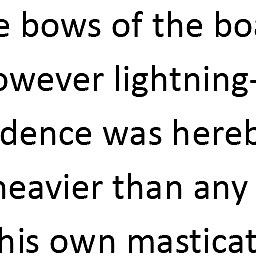 e bows of the boa
owever lightning-
dence was hereb
heavier than any
his own masticat